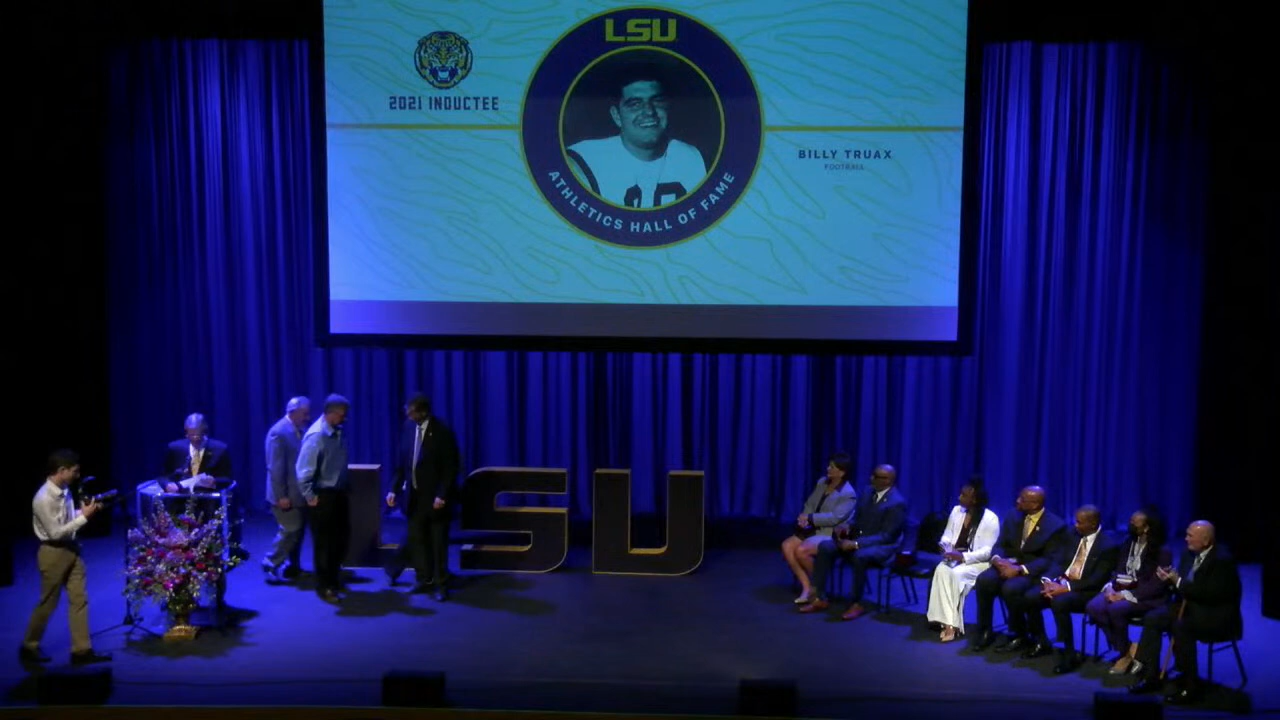 LSU
2021 INDUCTEE
BILLY TRUAX
FOOTBALL
ATHLETICS HALL OF FAME
LSU